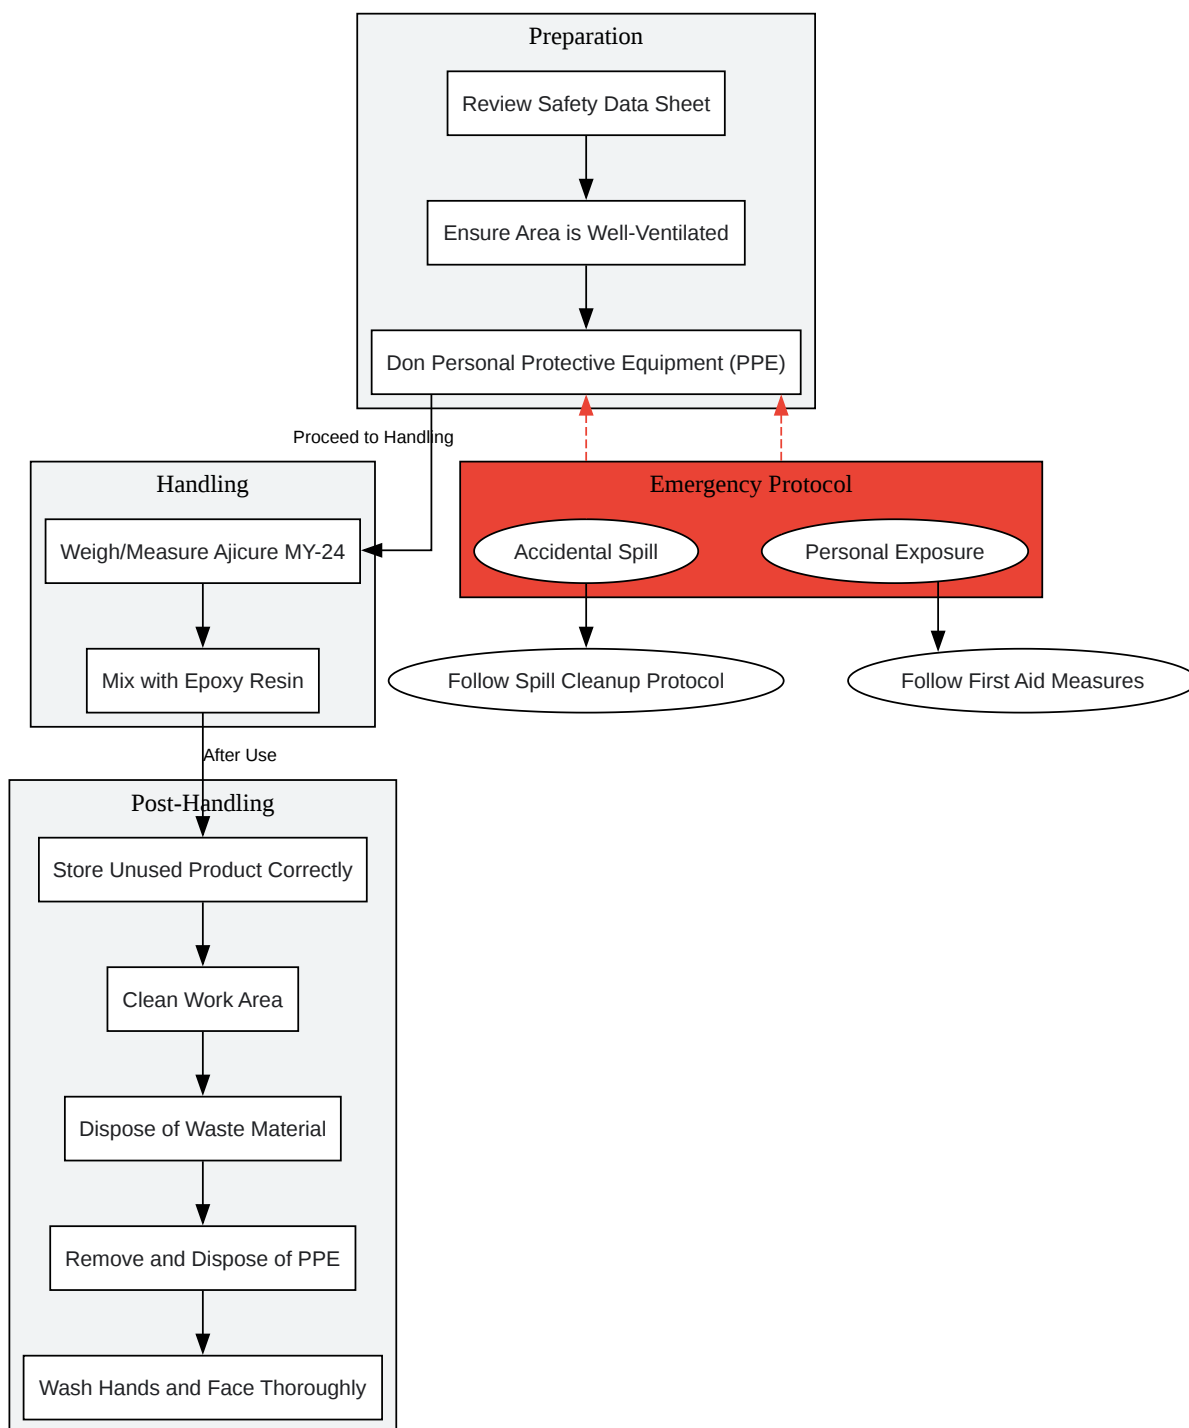 Preparation
Review Safety Data Sheet
Ensure Area is Well-Ventilated
Don Personal Protective Equipment (PPE)
Proceed to Handling
Handling
Weigh/Measure Ajicure MY-24
Mix with Epoxy Resin
Emergency Protocol
Accidental Spill
Personal Exposure
Follow Spill Cleanup Protocol
Follow First Aid Measures
After Use
Post-Handling
Store Unused Product Correctly
Clean Work Area
Dispose of Waste Material
Remove and Dispose of PPE
Wash Hands and Face Thoroughly